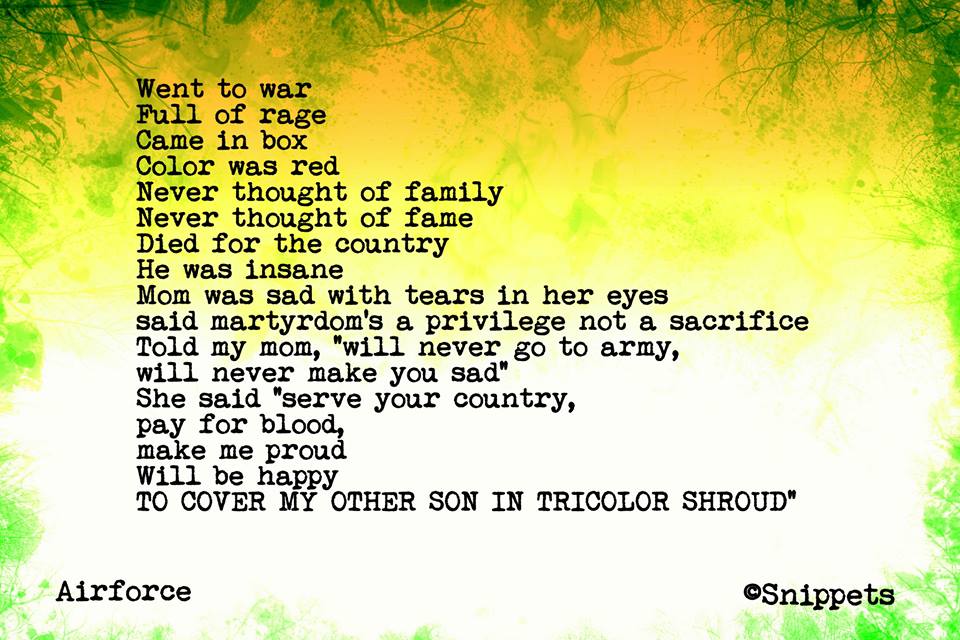 Went to war
Full of rage
Came in box
Color was red
Never thought of family
Never thought of fame
Died for the country
He was insane
Mom was sad with tears in her eyes
said martyrdom's a privilege not a sacrifice
Told my mom, "will never go to army,
will never make you sad"
She said "serve your country,
pay for blood,
make me proud
Will be happy
TO COVER MY OTHER SON IN TRICOLOR SHROUD"
Airforce
©Snippets